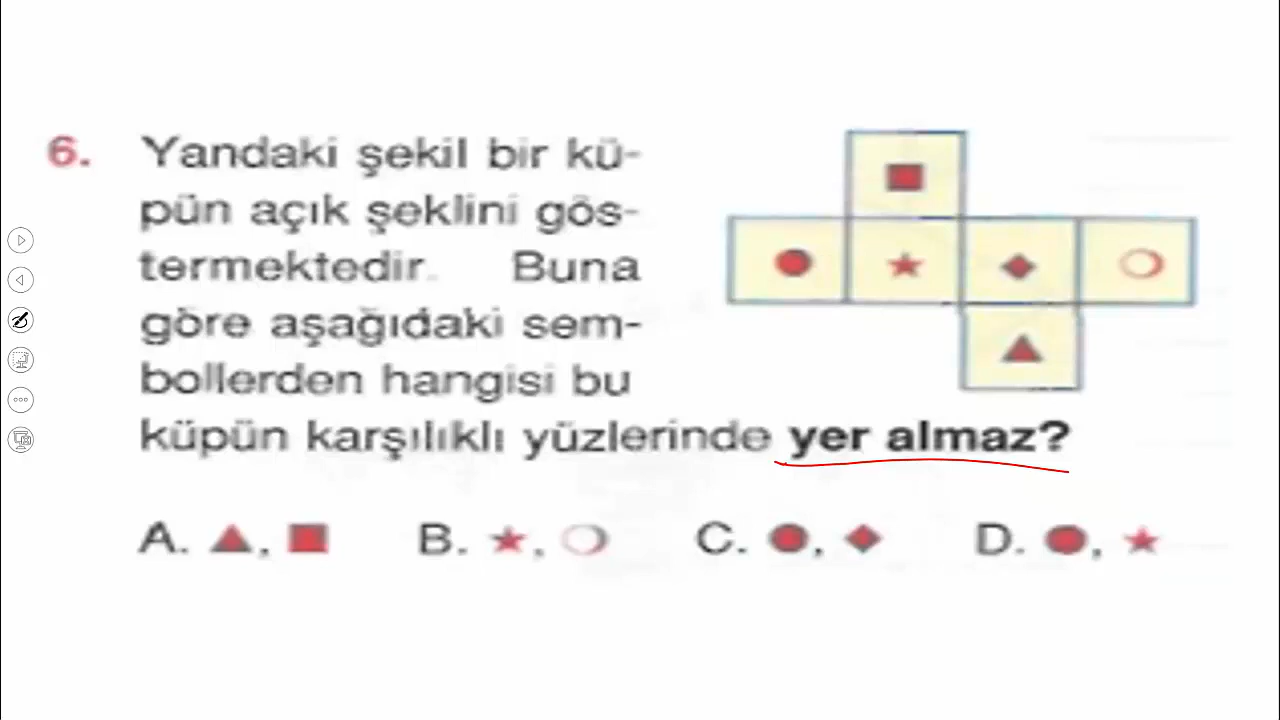 6. Yandaki şekil bir kü-
pün açık şeklini gös-
termektedir. Buna
göre aşağıdaki sem-
bollerden hangisi bu
küpün karşılıklı yüzlerinde yer almaz?
A. ▲, ■ B. ★, ❍ C. ●, ◆ D. ●, ★